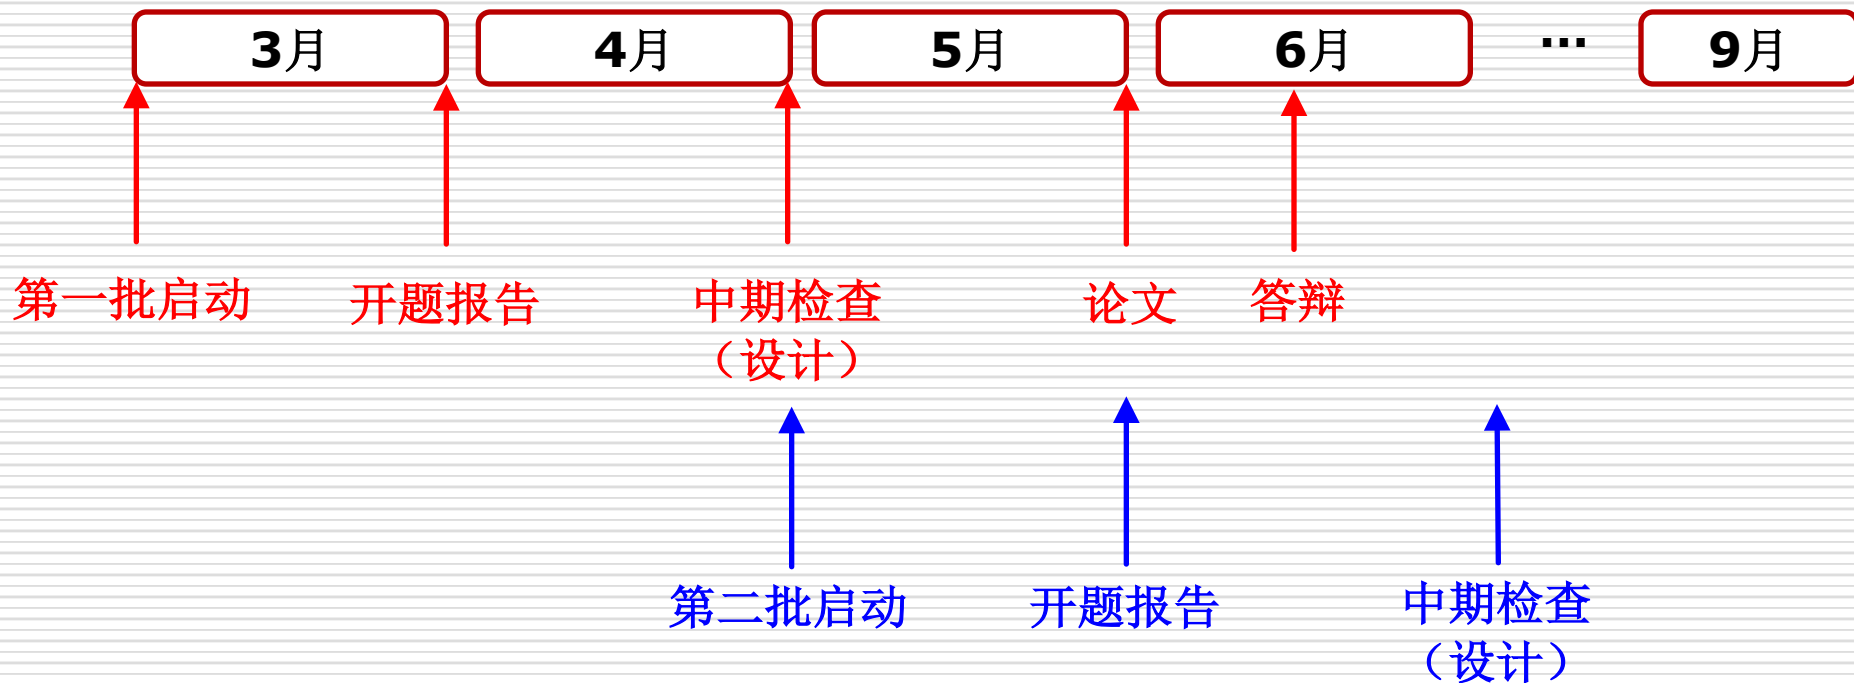 3月 4月 5月 6月 … 9月
第一批启动 开题报告 中期检查 论文 答辩
（设计）
第二批启动 开题报告 中期检查
（设计）